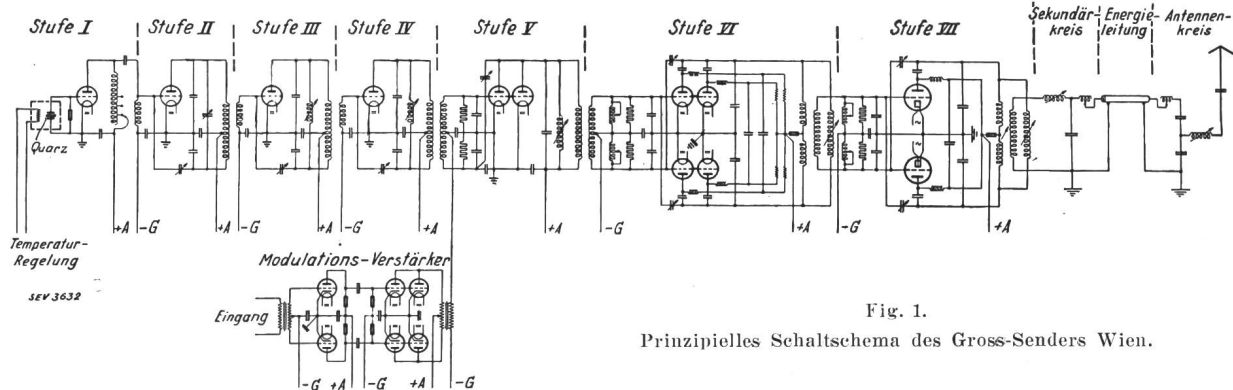 Stufe I
Stufe II
Stufe III
Stufe IV
Stufe V
Stufe VI
Stufe VII
Sekundär-
kreis
Energie-
leitung
Antennen-
kreis
Quarz
+A
-G
+A
-G
+A
-G
+A
-G
+A
-G
+A
-G
+A
Temperatur-
Regelung
SEV 3632
Modulations-Verstärker
Eingang
-G
+A
-G
+A
-G
Fig. 1.
Prinzipielles Schaltschema des Gross-Senders Wien.